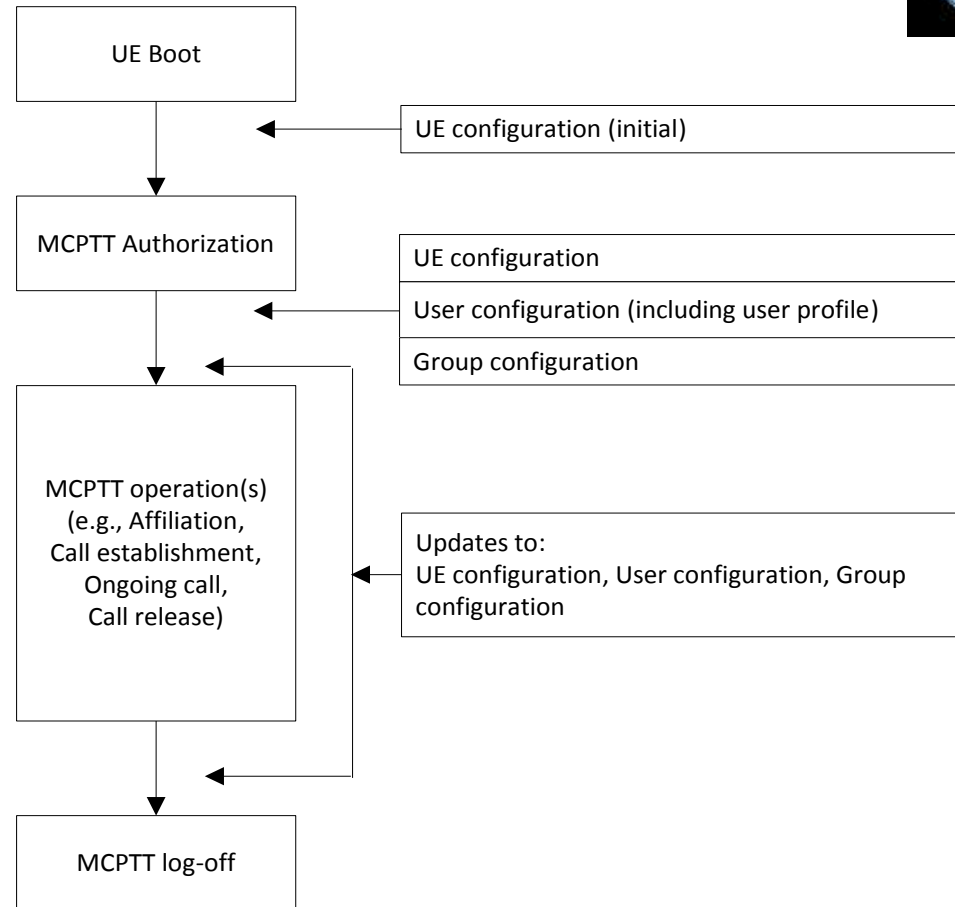 UE Boot
UE configuration (initial)
MCPTT Authorization
UE configuration
User configuration (including user profile)
Group configuration
MCPTT operation(s)
(e.g., Affiliation,
Call establishment,
Ongoing call,
Call release)
Updates to:
UE configuration, User configuration, Group
configuration
MCPTT log-off